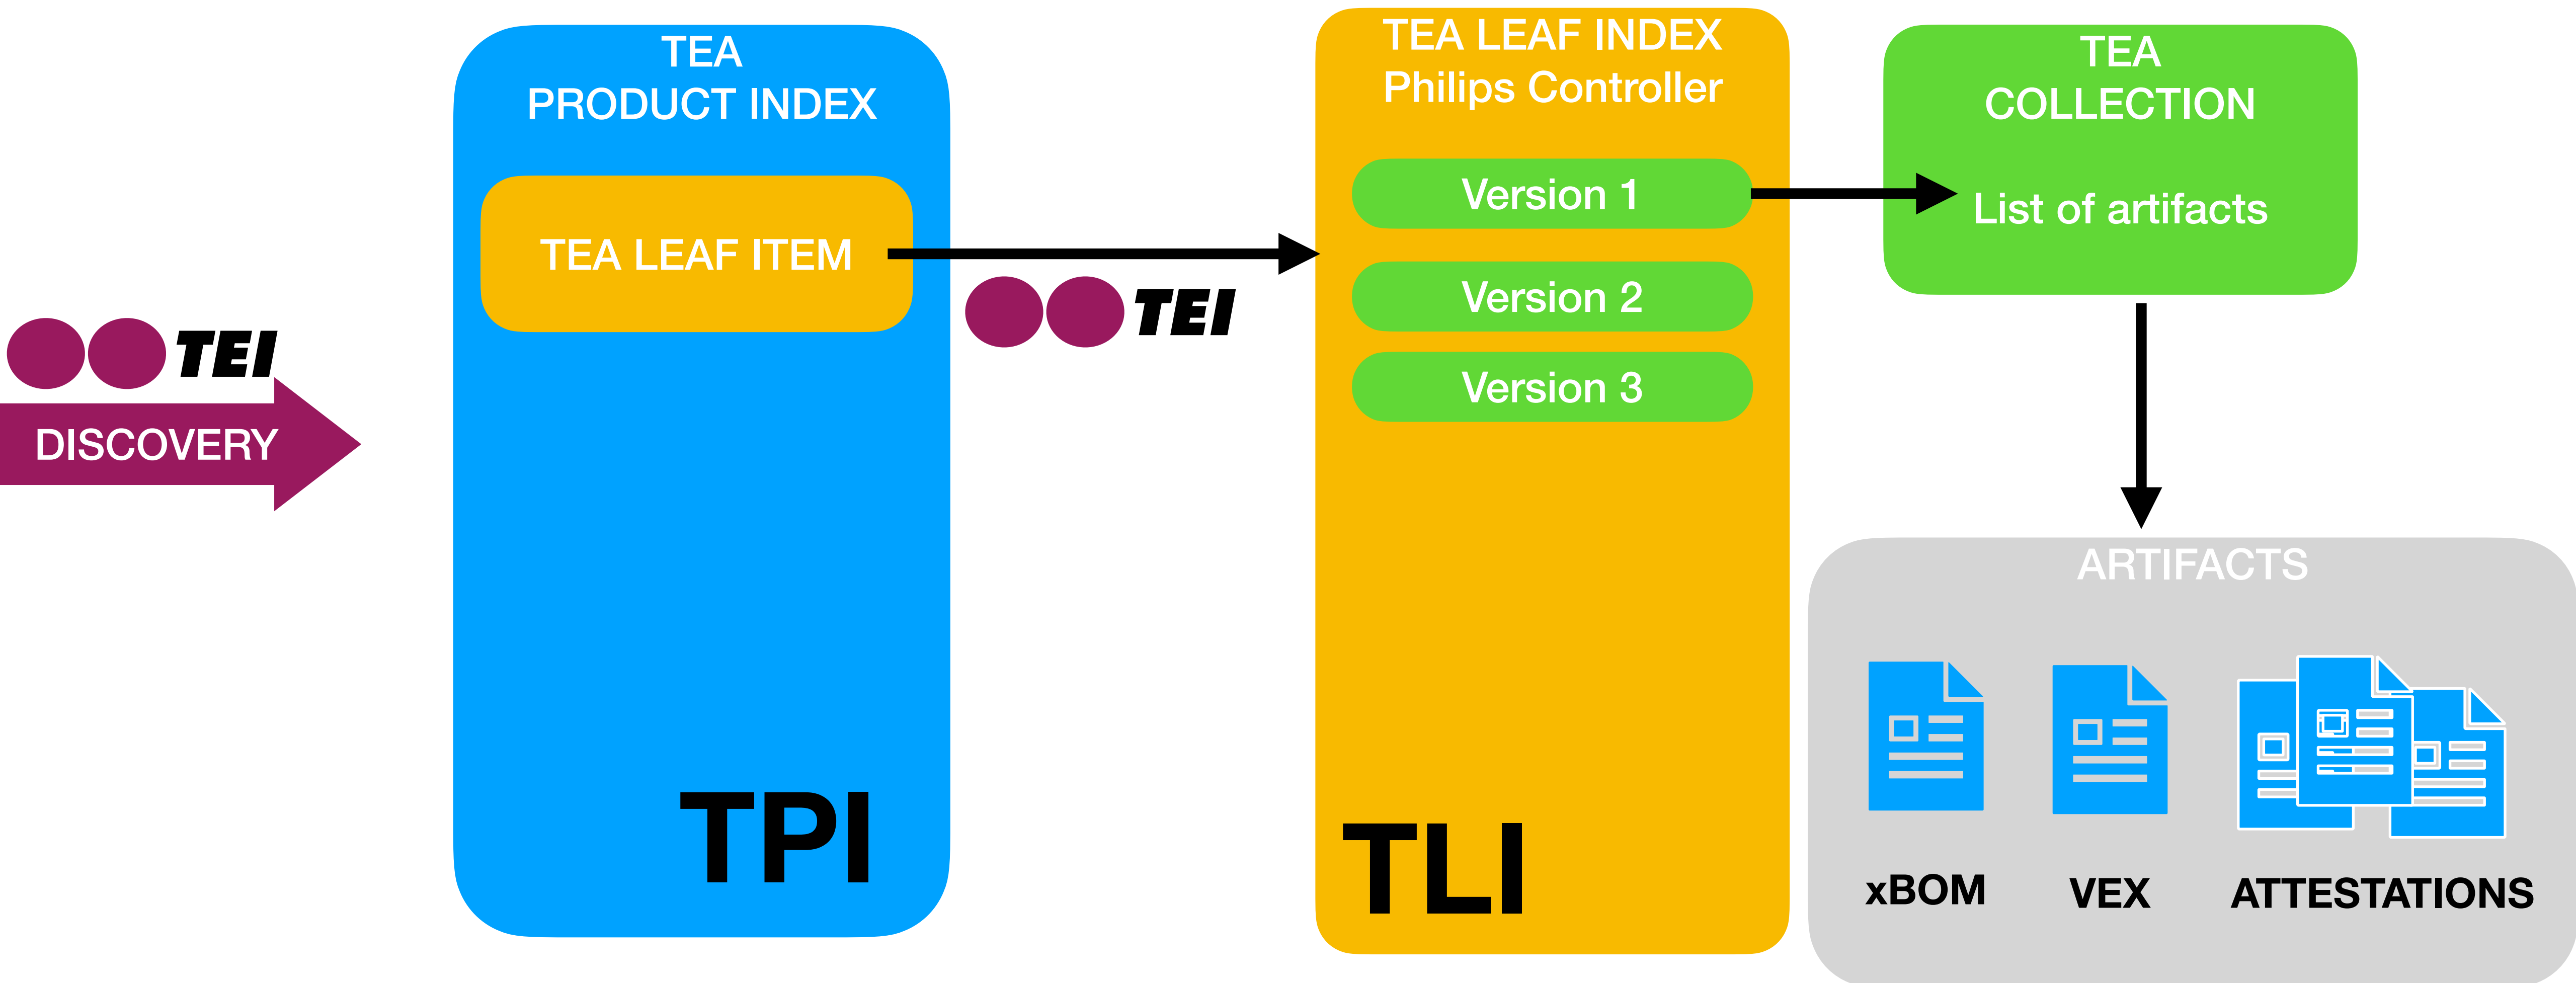 TEI
DISCOVERY
TEA
PRODUCT INDEX
TEA LEAF ITEM
TPI
TEI
TEA LEAF INDEX
Philips Controller
Version 1
Version 2
Version 3
TLI
TEA
COLLECTION
List of artifacts
ARTIFACTS
xBOM
VEX
ATTESTATIONS